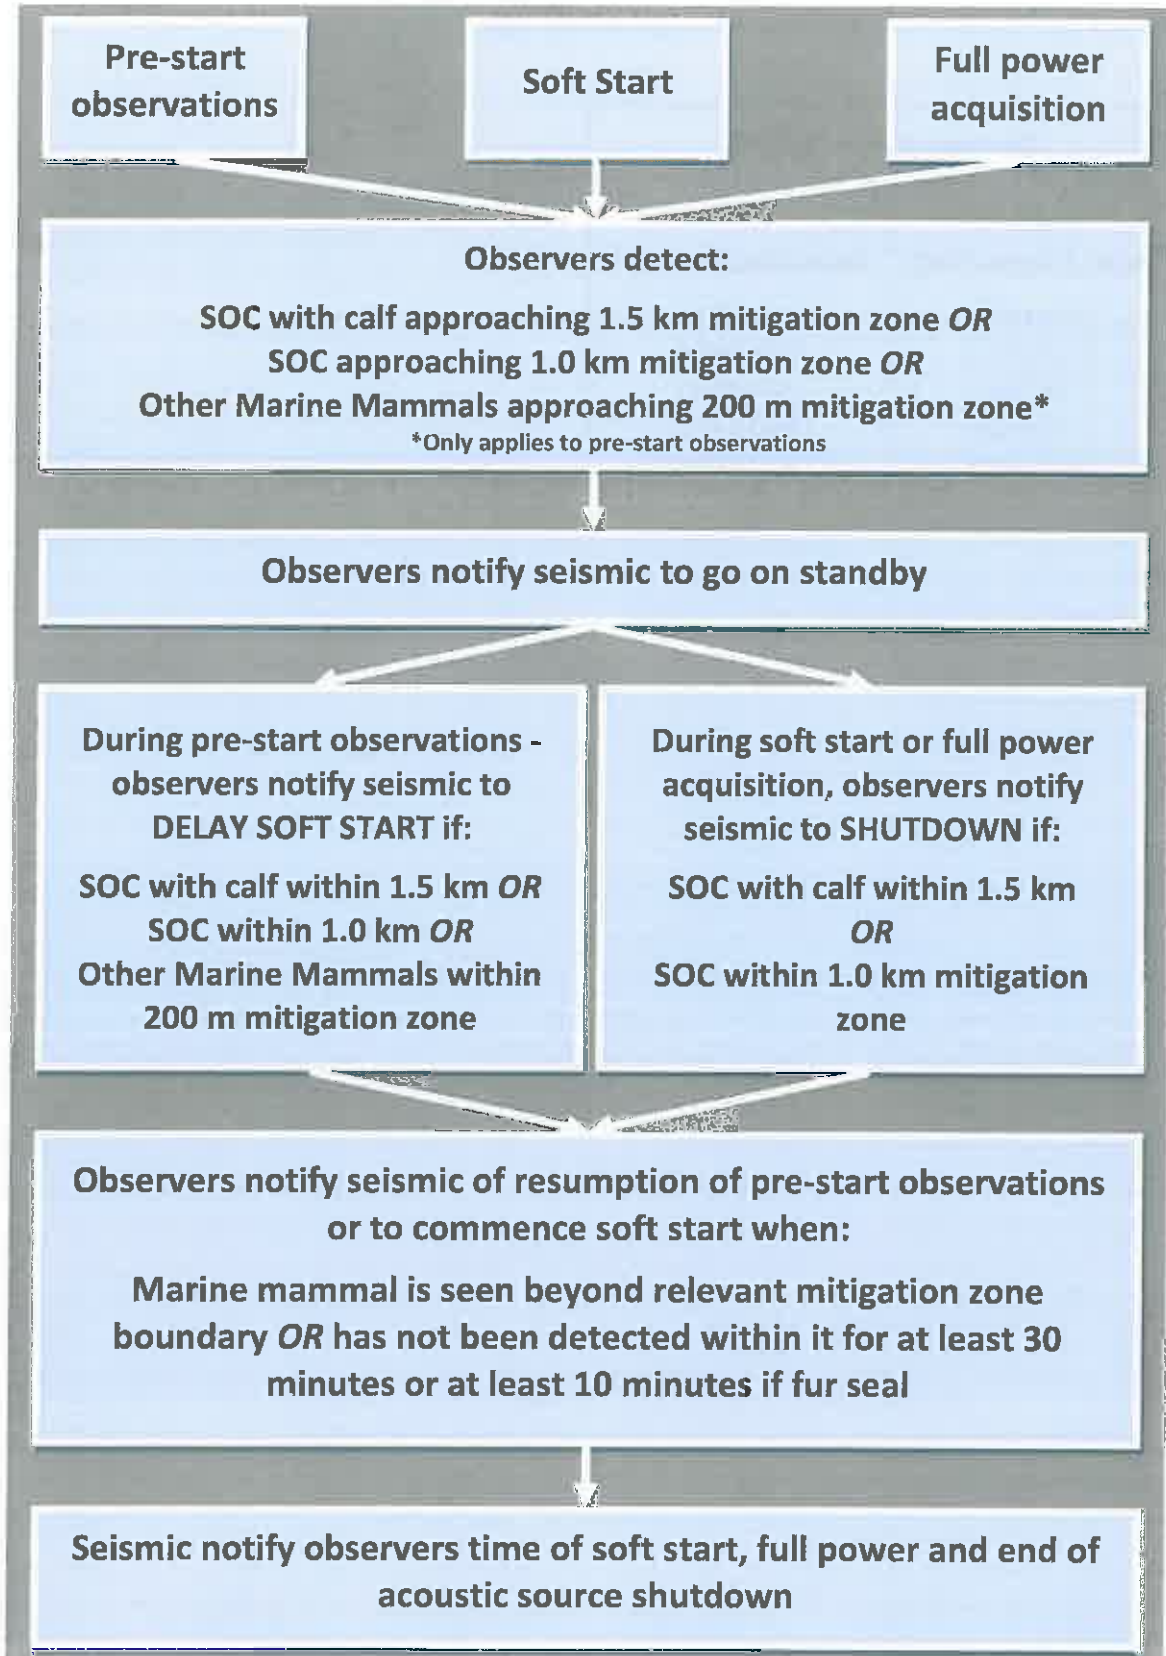 Pre-start
observations
Soft Start
Full power
acquisition
Observers detect:
SOC with calf approaching 1.5 km mitigation zone OR
SOC approaching 1.0 km mitigation zone OR
Other Marine Mammals approaching 200 m mitigation zone*
*Only applies to pre-start observations
Observers notify seismic to go on standby
During pre-start observations -
observers notify seismic to
DELAY SOFT START if:
SOC with calf within 1.5 km OR
SOC within 1.0 km OR
Other Marine Mammals within
200 m mitigation zone
During soft start or full power
acquisition, observers notify
seismic to SHUTDOWN if:
SOC with calf within 1.5 km
OR
SOC within 1.0 km mitigation
zone
Observers notify seismic of resumption of pre-start observations
or to commence soft start when:
Marine mammal is seen beyond relevant mitigation zone
boundary OR has not been detected within it for at least 30
minutes or at least 10 minutes if fur seal
Seismic notify observers time of soft start, full power and end of
acoustic source shutdown